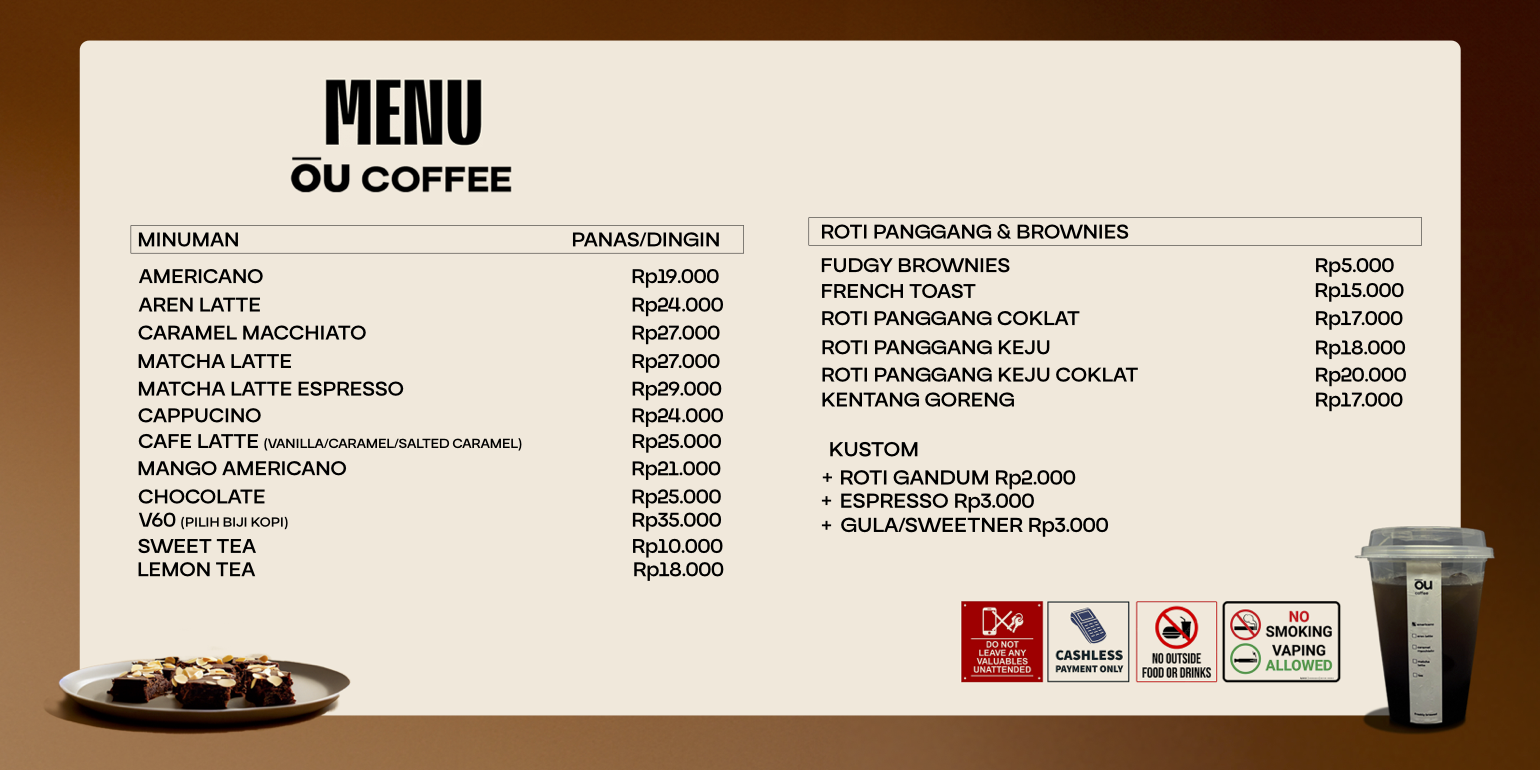 MENU
ŌU COFFEE
MINUMAN PANAS/DINGIN
AMERICANO Rp19.000
AREN LATTE Rp24.000
CARAMEL MACCHIATO Rp27.000
MATCHA LATTE Rp27.000
MATCHA LATTE ESPRESSO Rp29.000
CAPPUCINO Rp24.000
CAFE LATTE (VANILLA/CARAMEL/SALTED CARAMEL) Rp25.000
MANGO AMERICANO Rp21.000
CHOCOLATE Rp25.000
V60 (PILIH BIJI KOPI) Rp35.000
SWEET TEA Rp10.000
LEMON TEA Rp18.000
ROTI PANGGANG & BROWNIES
FUDGY BROWNIES Rp5.000
FRENCH TOAST Rp15.000
ROTI PANGGANG COKLAT Rp17.000
ROTI PANGGANG KEJU Rp18.000
ROTI PANGGANG KEJU COKLAT Rp20.000
KENTANG GORENG Rp17.000
KUSTOM
+ ROTI GANDUM Rp2.000
+ ESPRESSO Rp3.000
+ GULA/SWEETNER Rp3.000
DO NOT
LEAVE ANY
VALUABLES
UNATTENDED
CASHLESS
PAYMENT ONLY
NO OUTSIDE
FOOD OR DRINKS
NO
SMOKING
VAPING
ALLOWED
ōu
coffee